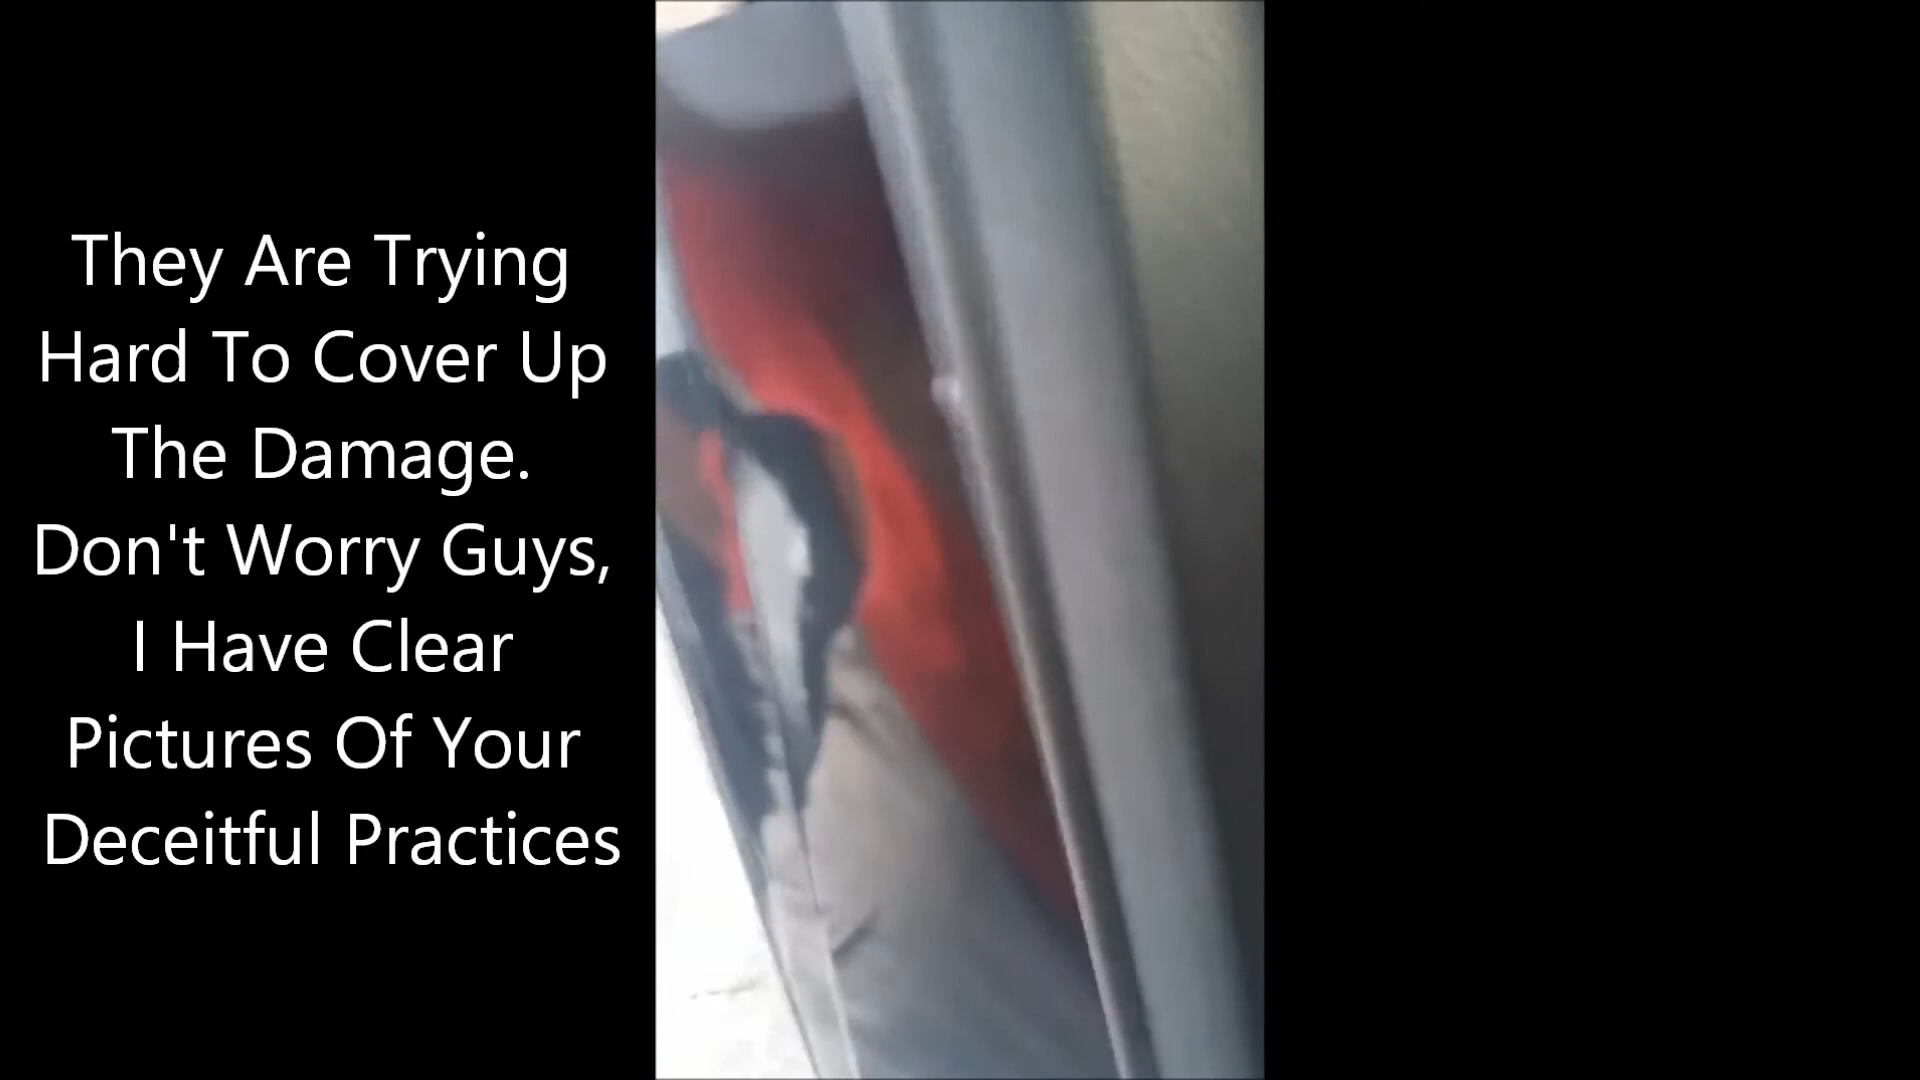 They Are Trying
Hard To Cover Up
The Damage.
Don't Worry Guys,
I Have Clear
Pictures Of Your
Deceitful Practices